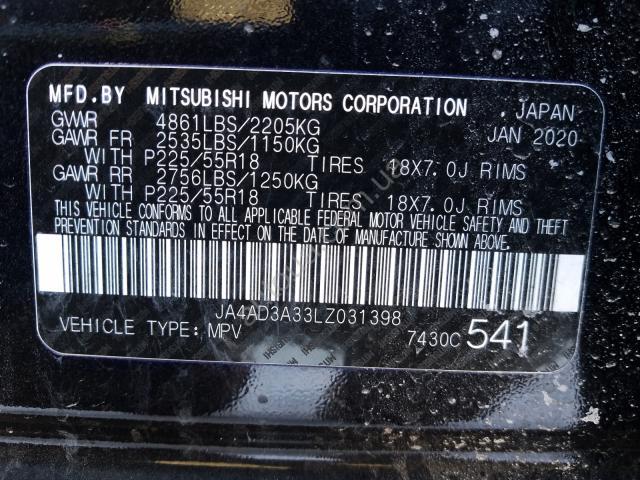 MFD.BY MITSUBISHI MOTORS CORPORATION JAPAN
GVWR 4861LBS/2205KG JAN 2020
GAWR FR 2535LBS/1150KG
WITH P225/55R18 TIRES 18X7.0J RIMS
GAWR RR 2756LBS/1250KG
WITH P225/55R18 TIRES 18X7.0J RIMS
THIS VEHICLE CONFORMS TO ALL APPLICABLE FEDERAL MOTOR VEHICLE SAFETY AND THEFT
PREVENTION STANDARDS IN EFFECT ON THE DATE OF MANUFACTURE SHOWN ABOVE.
JA4AD3A33LZ031398
VEHICLE TYPE: MPV 7430C 541